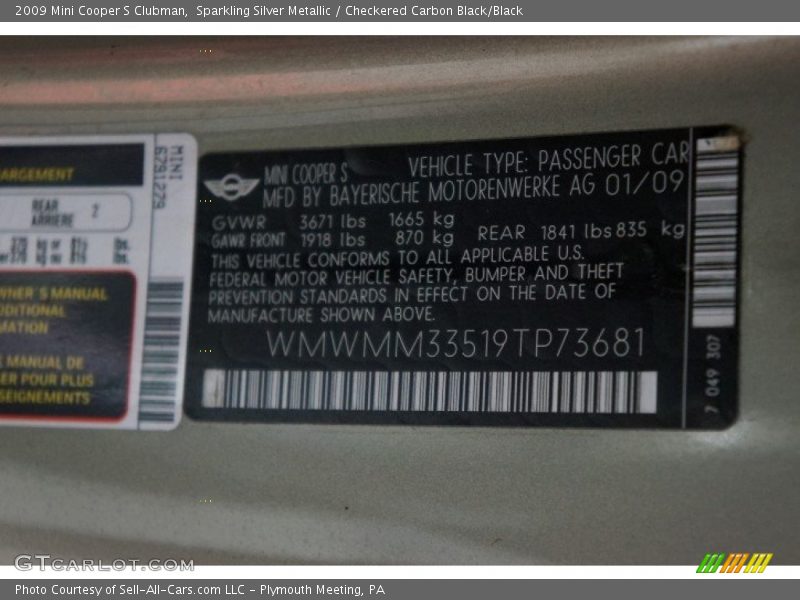 2009 Mini Cooper S Clubman, Sparkling Silver Metallic / Checkered Carbon Black/Black
ARGEMENT
REAR 2
ARRIERE
WNER´S MANUAL
DDITIONAL
MATION
MANUAL DE
ER POUR PLUS
SEIGNEMENTS
MINI
6791229
MINI COOPER S VEHICLE TYPE: PASSENGER CAR
MFD BY BAYERISCHE MOTORENWERKE AG 01/09
GVWR 3671 lbs 1665 kg
GAWR FRONT 1918 lbs 870 kg REAR 1841 lbs 835 kg
THIS VEHICLE CONFORMS TO ALL APPLICABLE U.S.
FEDERAL MOTOR VEHICLE SAFETY, BUMPER AND THEFT
PREVENTION STANDARDS IN EFFECT ON THE DATE OF
MANUFACTURE SHOWN ABOVE.
WMWMM33519TP73681
7 049 307
GTCARLOT.COM
Photo Courtesy of Sell-All-Cars.com LLC – Plymouth Meeting, PA